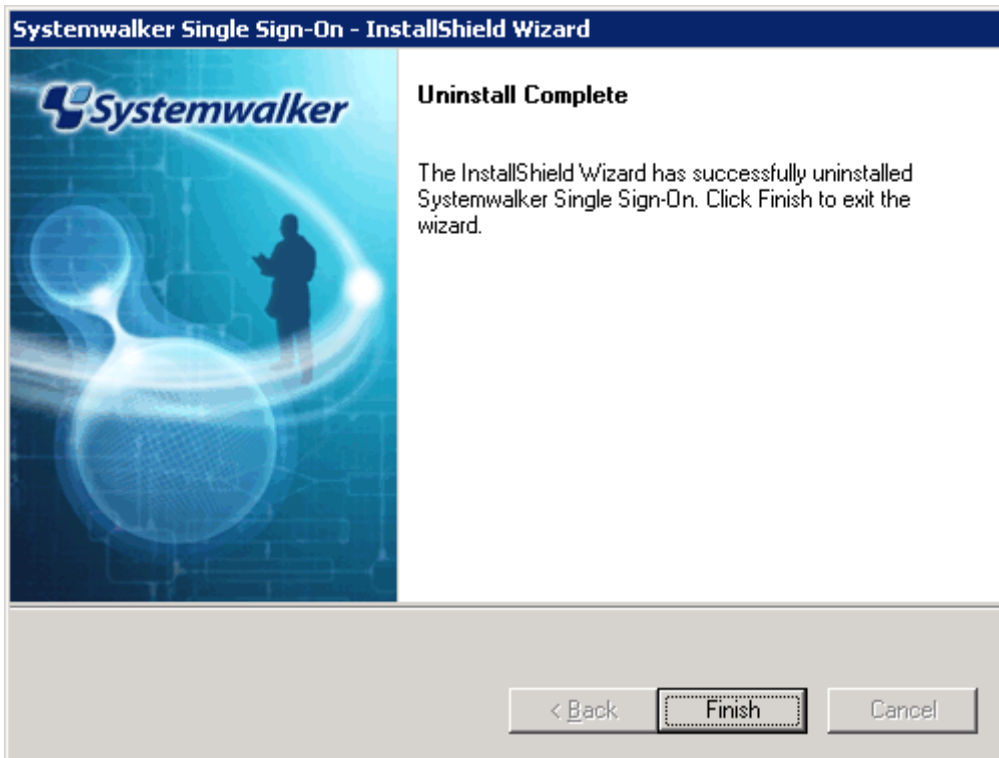 Systemwalker Single Sign-On - InstallShield Wizard
Systemwalker
Uninstall Complete
The InstallShield Wizard has successfully uninstalled
Systemwalker Single Sign-On. Click Finish to exit the
wizard.
< Back
Finish
Cancel